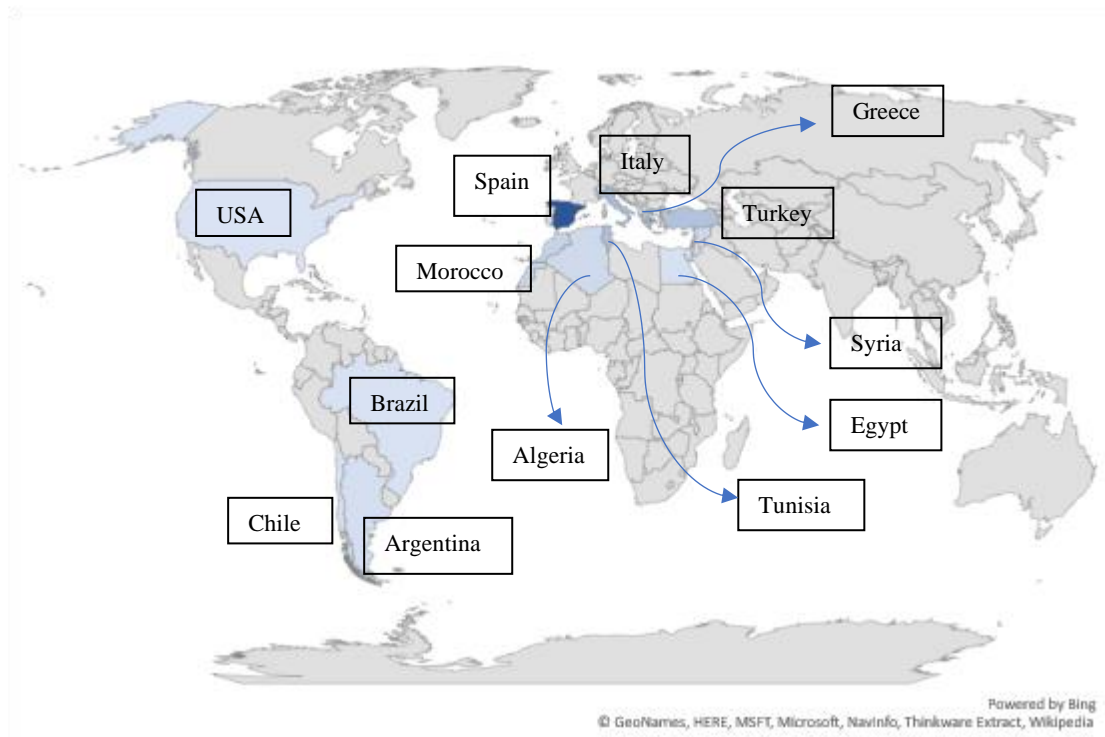 Greece
Italy
Spain
USA
Turkey
Morocco
Syria
Brazil
Egypt
Algeria
Tunisia
Chile
Argentina
Powered by Bing
© GeoNames, HERE, MSFT, Microsoft, NavInfo, Thinkware Extract, Wikipedia